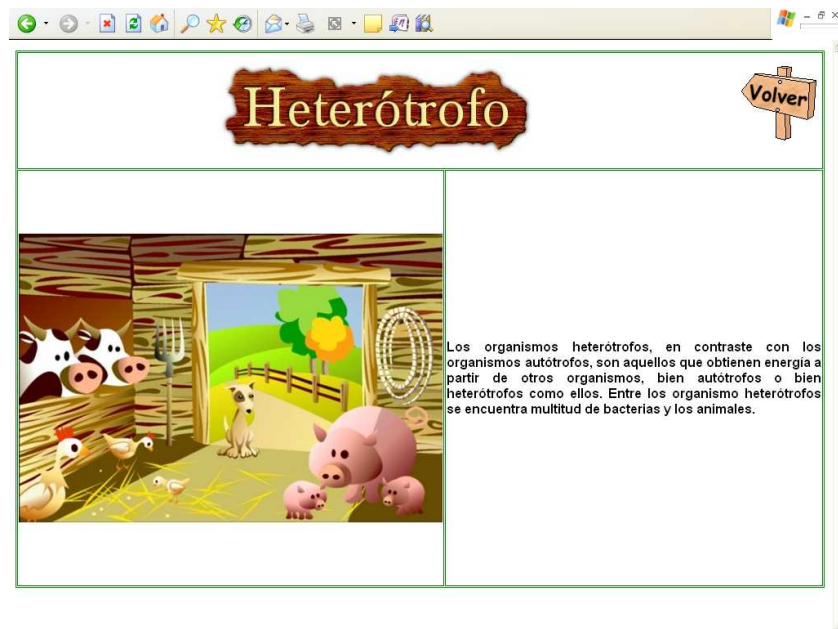 Heterótrofo
Volver
Los organismos heterótrofos, en contraste con los
organismos autótrofos, son aquellos que obtienen energía a
partir de otros organismos, bien autótrofos o bien
heterótrofos como ellos. Entre los organismo heterótrofos
se encuentra multitud de bacterias y los animales.